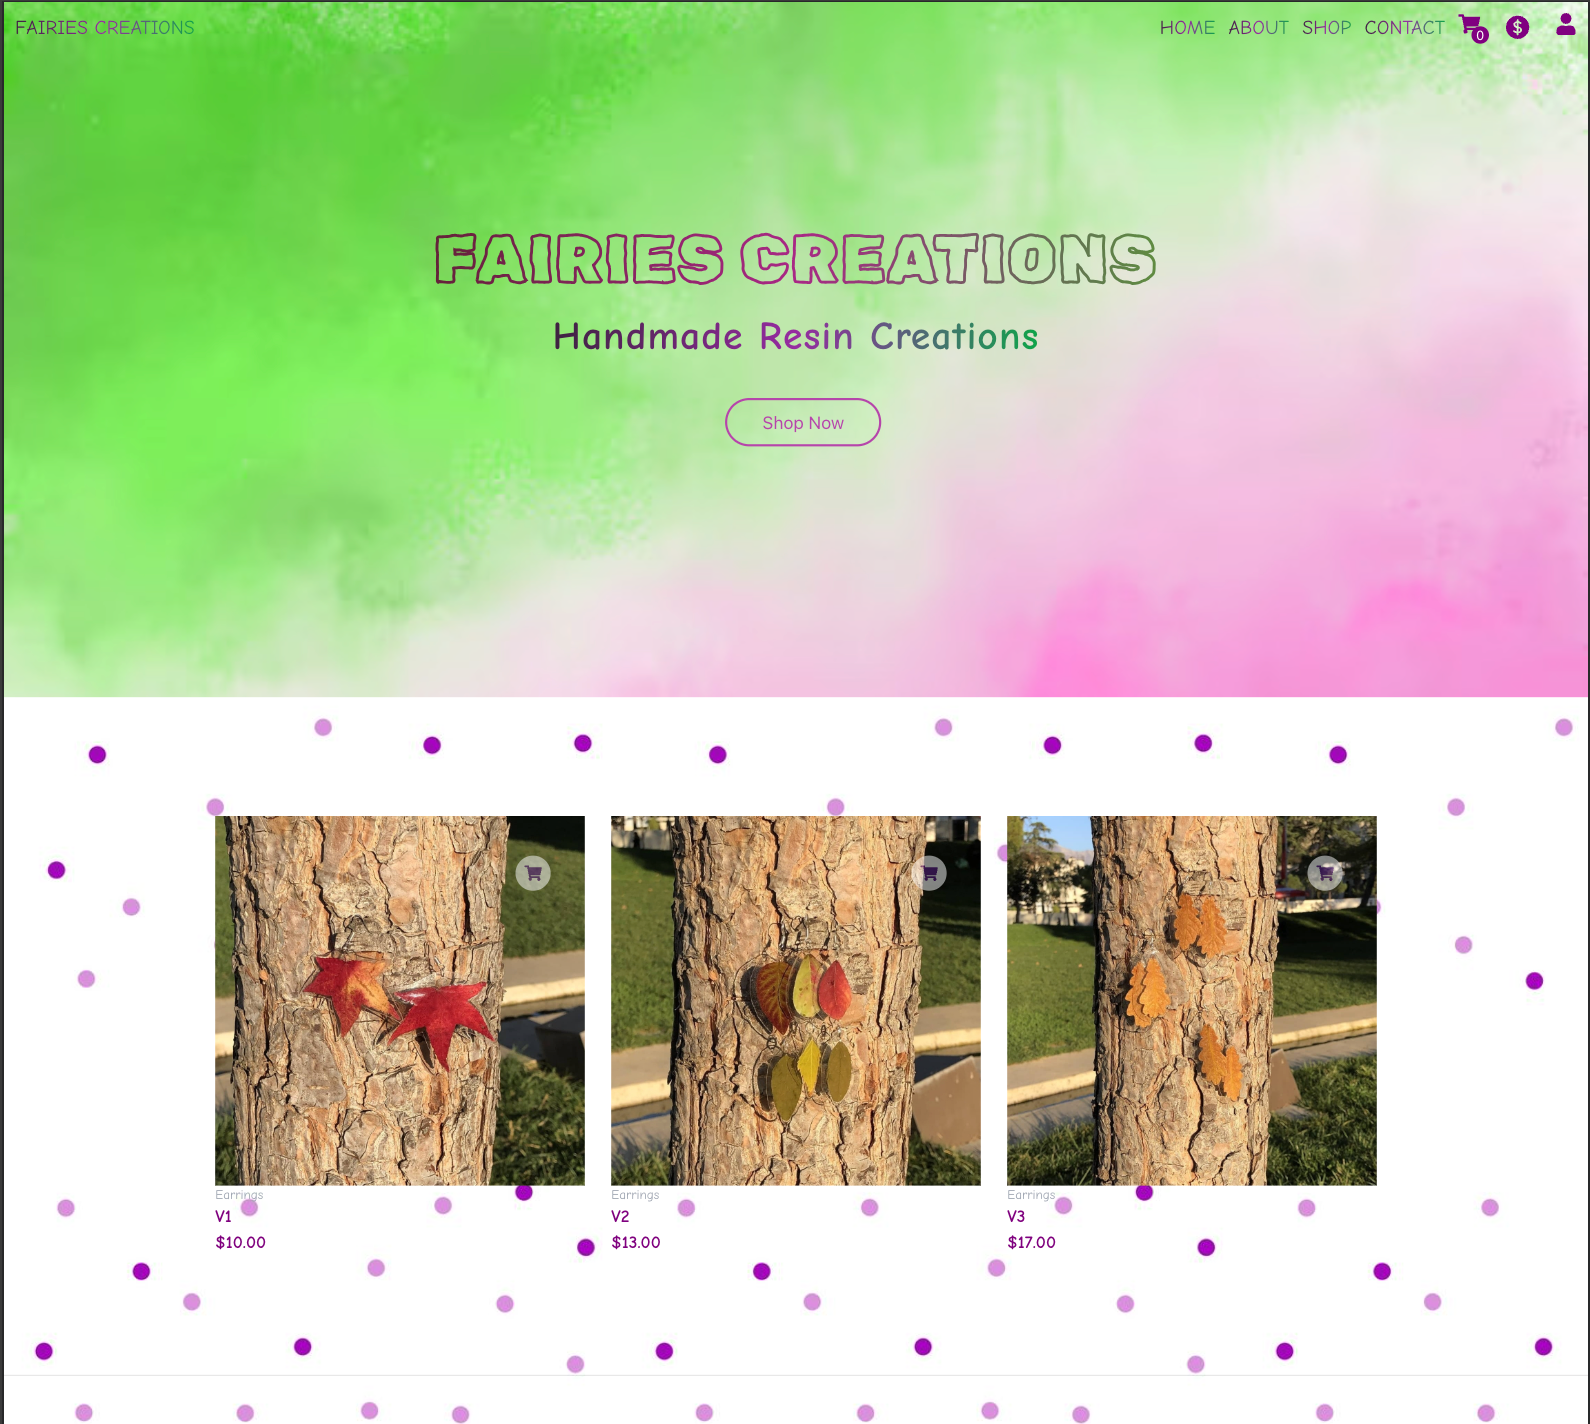 FAIRIES CREATIONS
HOME ABOUT SHOP CONTACT 0 $
FAIRIES CREATIONS
Handmade Resin Creations
Shop Now
Earrings
V1
$10.00
Earrings
V2
$13.00
Earrings
V3
$17.00